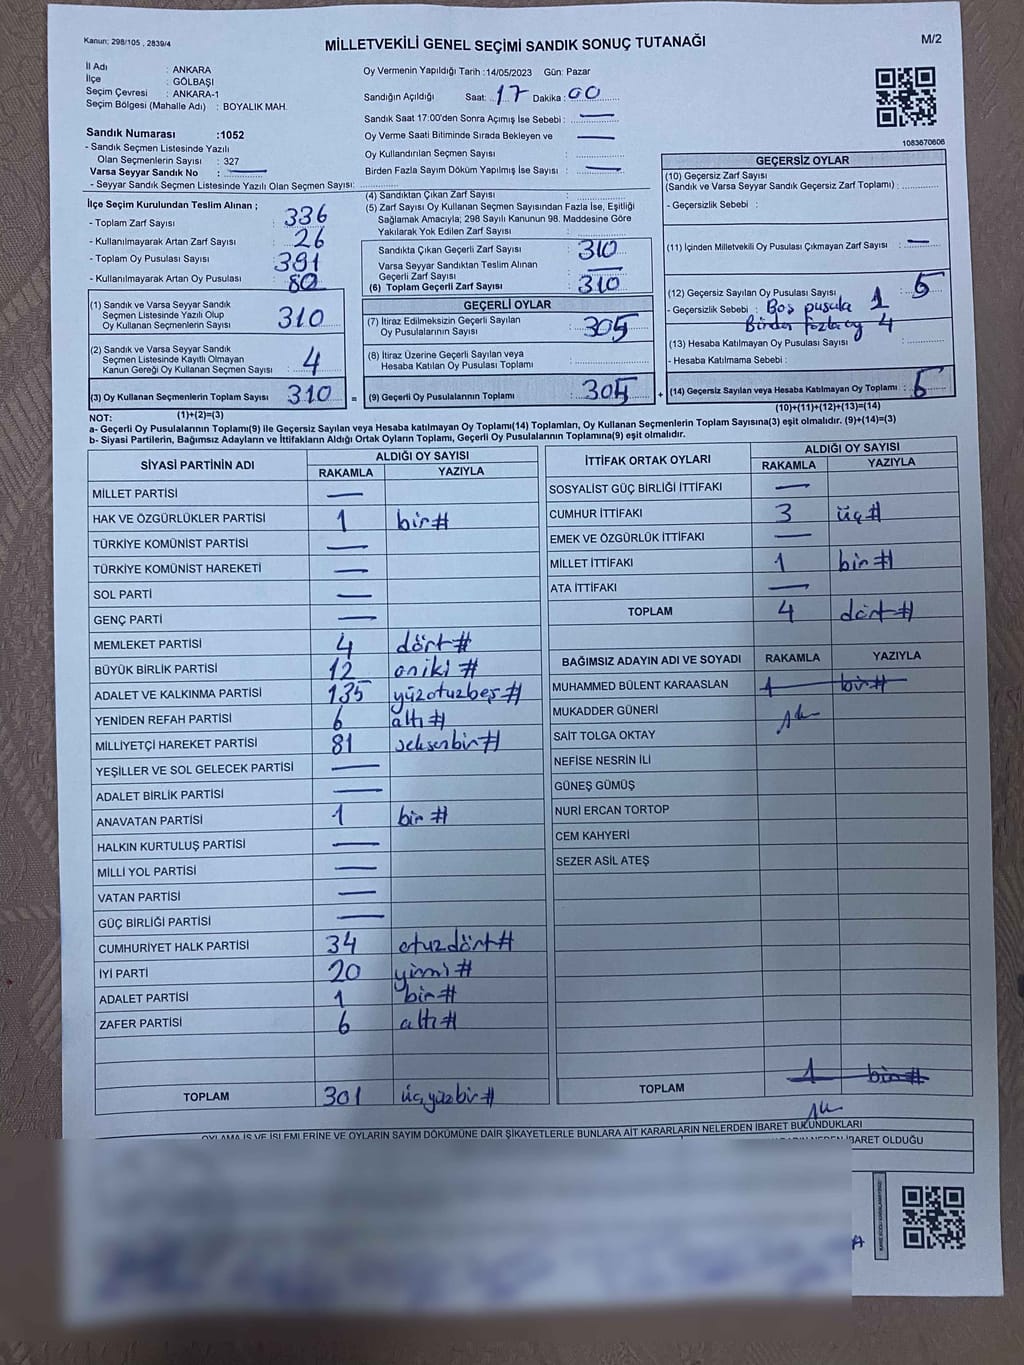 Kanun; 298/105 , 2839/4
MİLLETVEKİLİ GENEL SEÇİMİ SANDIK SONUÇ TUTANAĞI
M/2
İl Adı : ANKARA
İlçe : GÖLBAŞI
Seçim Çevresi : ANKARA-1
Seçim Bölgesi (Mahalle Adı) : BOYALIK MAH.
Sandık Numarası :1052
- Sandık Seçmen Listesinde Yazılı
Olan Seçmenlerin Sayısı : 327
Varsa Seyyar Sandık No : —
- Seyyar Sandık Seçmen Listesinde Yazılı Olan Seçmen Sayısı:
Oy Vermenin Yapıldığı Tarih :14/05/2023 Gün: Pazar
Sandığın Açıldığı Saat: 17 Dakika : 00
Sandık Saat 17:00'den Sonra Açımış İse Sebebi : —
Oy Verme Saati Bitiminde Sırada Bekleyen ve —
Oy Kullandırılan Seçmen Sayısı :
Birden Fazla Sayım Döküm Yapılmış İse Sayısı : —
1083670606
İlçe Seçim Kurulundan Teslim Alınan ;
- Toplam Zarf Sayısı : 336
- Kullanılmayarak Artan Zarf Sayısı : 26
- Toplam Oy Pusulası Sayısı : 391
- Kullanılmayarak Artan Oy Pusulası : 80
(1) Sandık ve Varsa Seyyar Sandık
Seçmen Listesinde Yazılı Olup
Oy Kullanan Seçmenlerin Sayısı : 310
(2) Sandık ve Varsa Seyyar Sandık
Seçmen Listesinde Kayıtlı Olmayan
Kanun Gereği Oy Kullanan Seçmen Sayısı : 4
(3) Oy Kullanan Seçmenlerin Toplam Sayısı : 310
(1)+(2)=(3)
(4) Sandıktan Çıkan Zarf Sayısı :
(5) Zarf Sayısı Oy Kullanan Seçmen Sayısından Fazla İse, Eşitliği
Sağlamak Amacıyla; 298 Sayılı Kanunun 98. Maddesine Göre
Yakılarak Yok Edilen Zarf Sayısı :
Sandıkta Çıkan Geçerli Zarf Sayısı : 310
Varsa Seyyar Sandıktan Teslim Alınan
Geçerli Zarf Sayısı : —
(6) Toplam Geçerli Zarf Sayısı : 310
GEÇERLİ OYLAR
(7) İtiraz Edilmeksizin Geçerli Sayılan
Oy Pusulalarının Sayısı : 305
(8) İtiraz Üzerine Geçerli Sayılan veya
Hesaba Katılan Oy Pusulası Toplamı :
= (9) Geçerli Oy Pusulalarının Toplamı : 305
GEÇERSİZ OYLAR
(10) Geçersiz Zarf Sayısı
(Sandık ve Varsa Seyyar Sandık Geçersiz Zarf Toplamı) :
- Geçersizlik Sebebi :
(11) İçinden Milletvekili Oy Pusulası Çıkmayan Zarf Sayısı : —
(12) Geçersiz Sayılan Oy Pusulası Sayısı : 5
- Geçersizlik Sebebi : Boş pusula 1
Birden fazla oy 4
(13) Hesaba Katılmayan Oy Pusulası Sayısı :
- Hesaba Katılmama Sebebi :
+ (14) Geçersiz Sayılan veya Hesaba Katılmayan Oy Toplamı : 5
(10)+(11)+(12)+(13)=(14)
NOT:
a- Geçerli Oy Pusulalarının Toplamı(9) ile Geçersiz Sayılan veya Hesaba katılmayan Oy Toplamı(14) Toplamları, Oy Kullanan Seçmenlerin Toplam Sayısına(3) eşit olmalıdır. (9)+(14)=(3)
b- Siyasi Partilerin, Bağımsız Adayların ve İttifakların Aldığı Ortak Oyların Toplamı, Geçerli Oy Pusulalarının Toplamına(9) eşit olmalıdır.
SİYASİ PARTİNİN ADI ALDIĞI OY SAYISI
RAKAMLA YAZIYLA
MİLLET PARTİSİ —
HAK VE ÖZGÜRLÜKLER PARTİSİ 1 bir#
TÜRKİYE KOMÜNİST PARTİSİ —
TÜRKİYE KOMÜNİST HAREKETİ —
SOL PARTİ —
GENÇ PARTİ —
MEMLEKET PARTİSİ 4 dört#
BÜYÜK BİRLİK PARTİSİ 12 oniki#
ADALET VE KALKINMA PARTİSİ 135 yüzotuzbeş#
YENİDEN REFAH PARTİSİ 6 altı#
MİLLİYETÇİ HAREKET PARTİSİ 81 seksenbir#
YEŞİLLER VE SOL GELECEK PARTİSİ —
ADALET BİRLİK PARTİSİ —
ANAVATAN PARTİSİ 1 bir#
HALKIN KURTULUŞ PARTİSİ —
MİLLİ YOL PARTİSİ —
VATAN PARTİSİ —
GÜÇ BİRLİĞİ PARTİSİ —
CUMHURİYET HALK PARTİSİ 34 otuzdört#
İYİ PARTİ 20 yirmi#
ADALET PARTİSİ 1 bir#
ZAFER PARTİSİ 6 altı#
TOPLAM 301 üçyüzbir#
İTTİFAK ORTAK OYLARI ALDIĞI OY SAYISI
RAKAMLA YAZIYLA
SOSYALİST GÜÇ BİRLİĞİ İTTİFAKI —
CUMHUR İTTİFAKI 3 üç#
EMEK VE ÖZGÜRLÜK İTTİFAKI —
MİLLET İTTİFAKI 1 bir#
ATA İTTİFAKI —
TOPLAM 4 dört#
BAĞIMSIZ ADAYIN ADI VE SOYADI RAKAMLA YAZIYLA
MUHAMMED BÜLENT KARAASLAN 1 bir#
MUKADDER GÜNERİ
SAİT TOLGA OKTAY
NEFİSE NESRİN İLİ
GÜNEŞ GÜMÜŞ
NURİ ERCAN TORTOP
CEM KAHYERİ
SEZER ASİL ATEŞ
TOPLAM 1 bir#
OYLAMA İŞ VE İŞLEMLERİNE VE OYLARIN SAYIM DÖKÜMÜNE DAİR ŞİKAYETLERLE BUNLARA AİT KARARLARIN NELERDEN İBARET BULUNDUKLARI
İBARET OLDUĞU